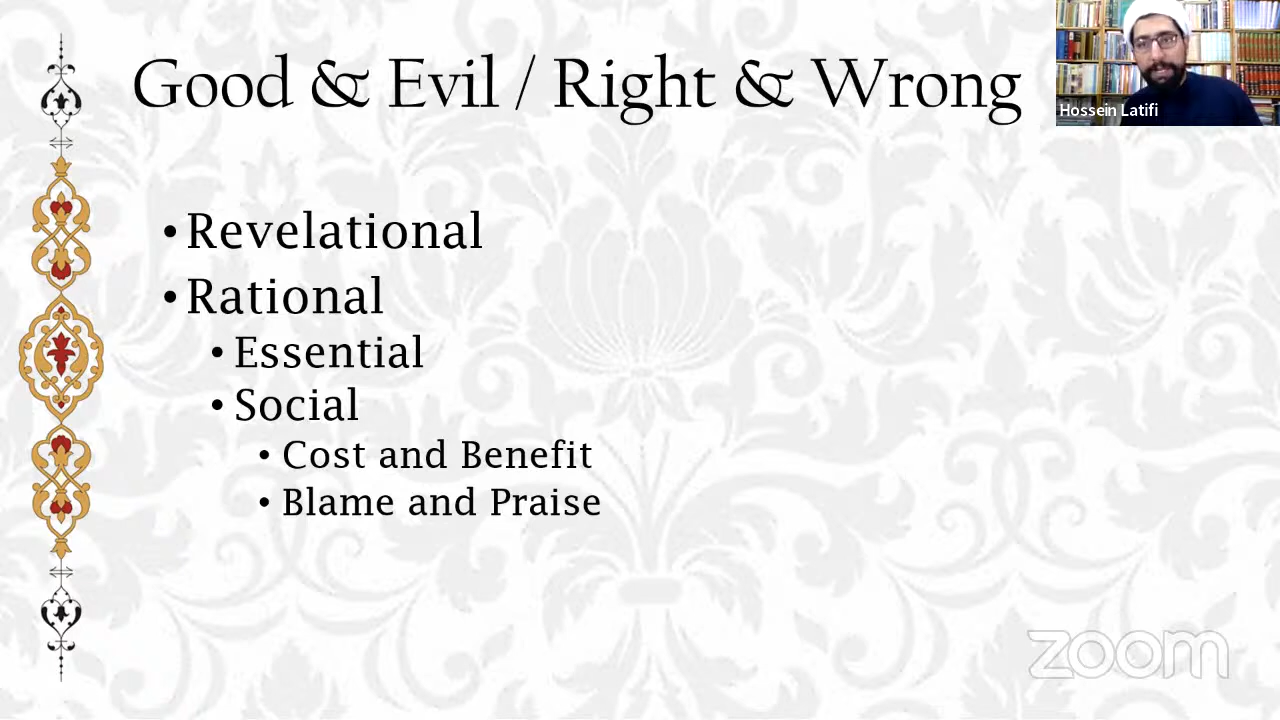 Good & Evil / Right & Wrong
Hossein Latifi
• Revelational
• Rational
• Essential
• Social
• Cost and Benefit
• Blame and Praise
zoom